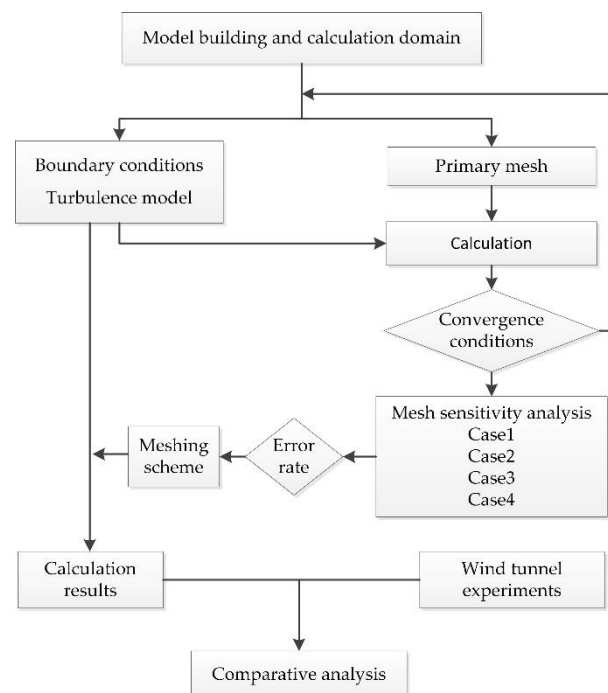 Model building and calculation domain
Boundary conditions
Turbulence model
Primary mesh
Calculation
Convergence
conditions
Mesh sensitivity analysis
Case1
Case2
Case3
Case4
Error
rate
Meshing
scheme
Calculation
results
Wind tunnel
experiments
Comparative analysis